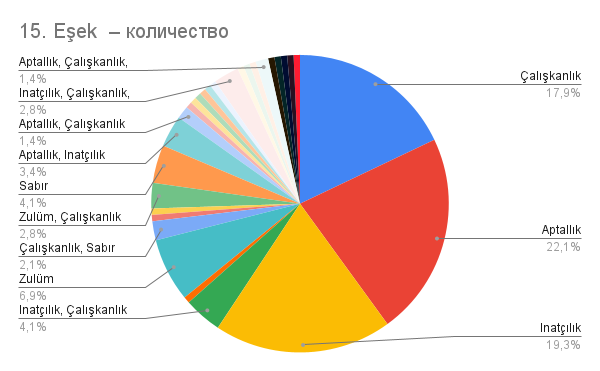 15. Eşek – количество
Aptallık, Çalışkanlık,
1,4%
Inatçılık, Çalışkanlık,
2,8%
Aptallık, Çalışkanlık
1,4%
Aptallık, Inatçılık
3,4%
Sabır
4,1%
Zulüm, Çalışkanlık
2,8%
Çalışkanlık, Sabır
2,1%
Zulüm
6,9%
Inatçılık, Çalışkanlık
4,1%
Çalışkanlık
17,9%
Aptallık
22,1%
Inatçılık
19,3%